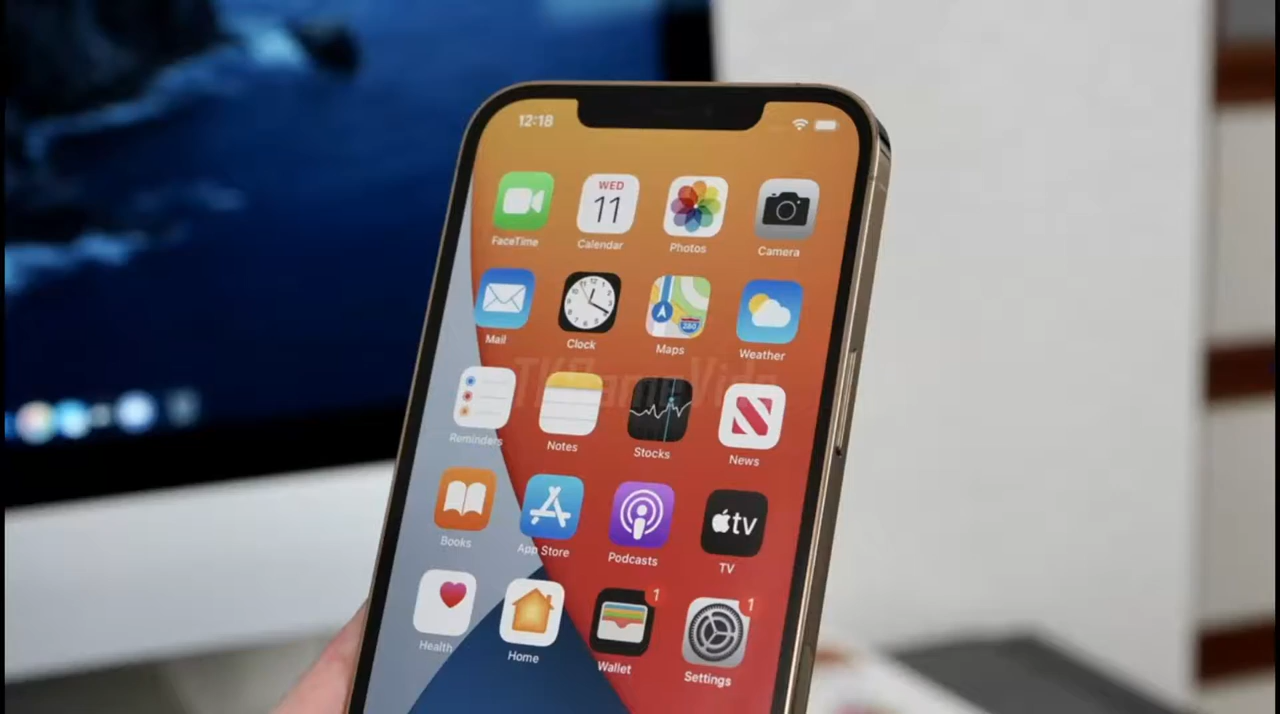 12:18
WED
11
FaceTime Calendar Photos Camera
280
Mail Clock Maps Weather
Reminders Notes Stocks News
tv
Books App Store Podcasts TV
1 1
Health Home Wallet Settings